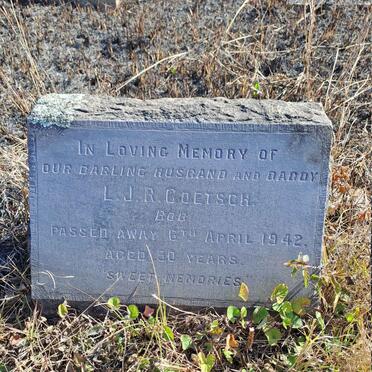 In Loving Memory of
our darling husband and daddy
L.J.R. Coetsch.
Bob
passed away 6th April 1942.
aged 30 years.
Sweet memories